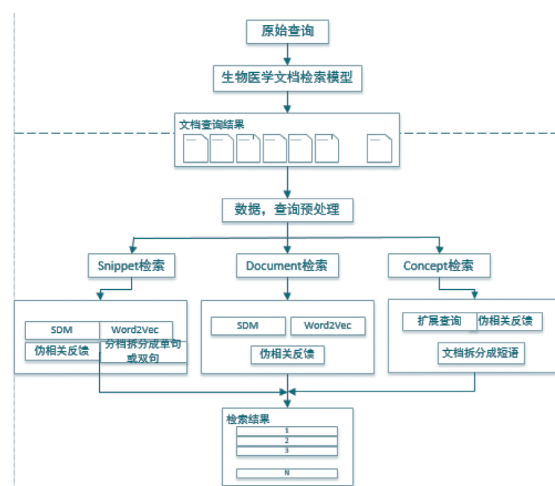 原始查询
生物医学文档检索模型
文档查询结果
数据，查询预处理
Snippet检索
Document检索
Concept检索
SDM
Word2Vec
伪相关反馈
分档拆分成单句
或双句
SDM
Word2Vec
伪相关反馈
扩展查询
伪相关反馈
文档拆分成短语
检索结果
1
2
3
N